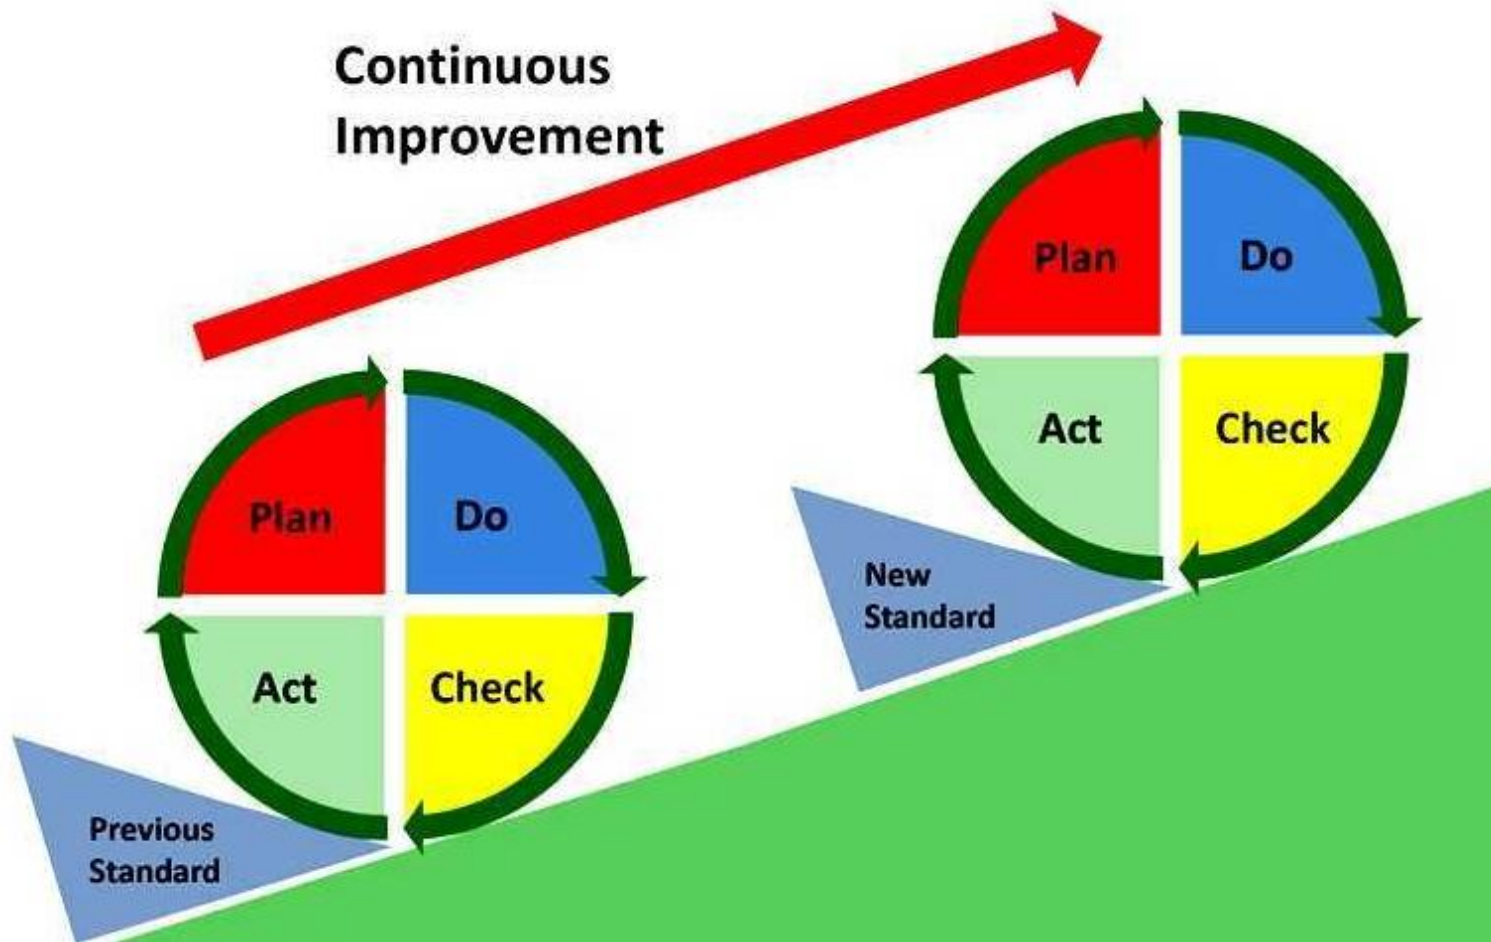 Continuous
Improvement
Plan
Do
Act
Check
Previous
Standard
Plan
Do
Act
Check
New
Standard